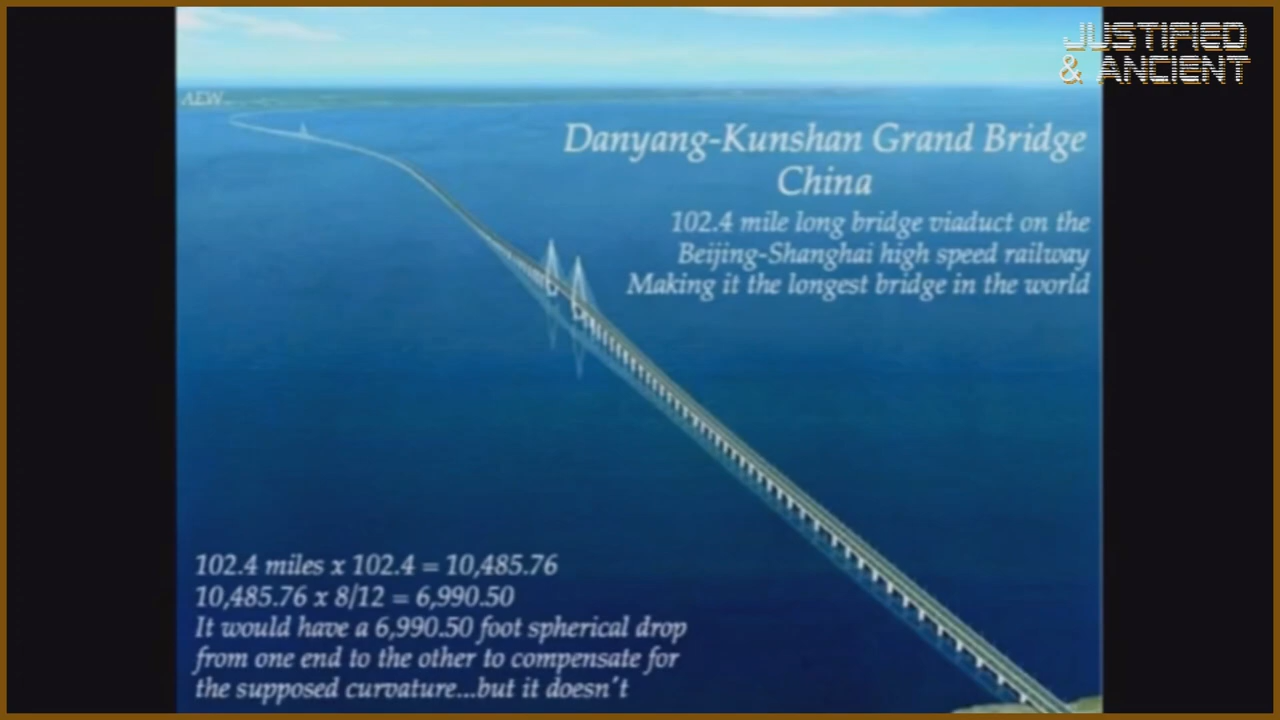 JUSTIFIED
& ANCIENT
AEW
Danyang-Kunshan Grand Bridge
China
102.4 mile long bridge viaduct on the
Beijing-Shanghai high speed railway
Making it the longest bridge in the world
102.4 miles x 102.4 = 10,485.76
10,485.76 x 8/12 = 6,990.50
It would have a 6,990.50 foot spherical drop
from one end to the other to compensate for
the supposed curvature...but it doesn't